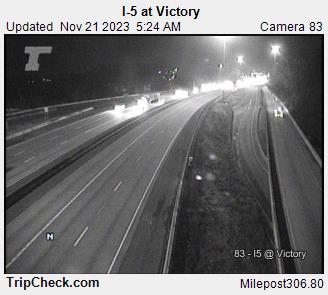 I-5 at Victory
Updated Nov 21 2023 5:24 AM Camera 83
T
N
83 - I5 @ Victory
TripCheck.com Milepost306.80